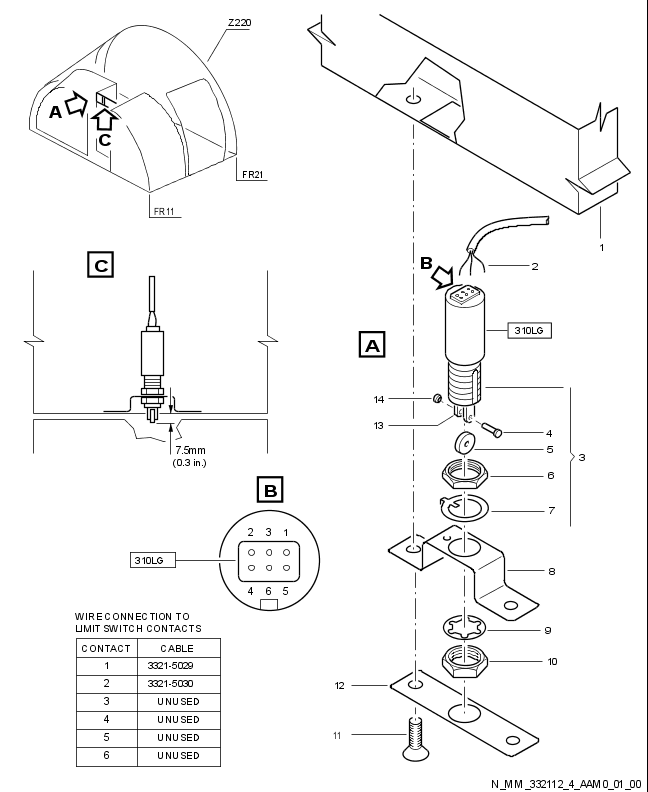 Z220
A
C
FR21
FR11
1
C
B
2
310LG
A
14
13
4
5
3
6
7
7.5mm
(0.3 in.)
B
2 3 1
310LG
4 6 5
8
9
10
12
11
WIRE CONNECTION TO
LIMIT SWITCH CONTACTS
CONTACT CABLE
1 3321-5029
2 3321-5030
3 UNUSED
4 UNUSED
5 UNUSED
6 UNUSED
N_MM_332112_4_AAM0_01_00